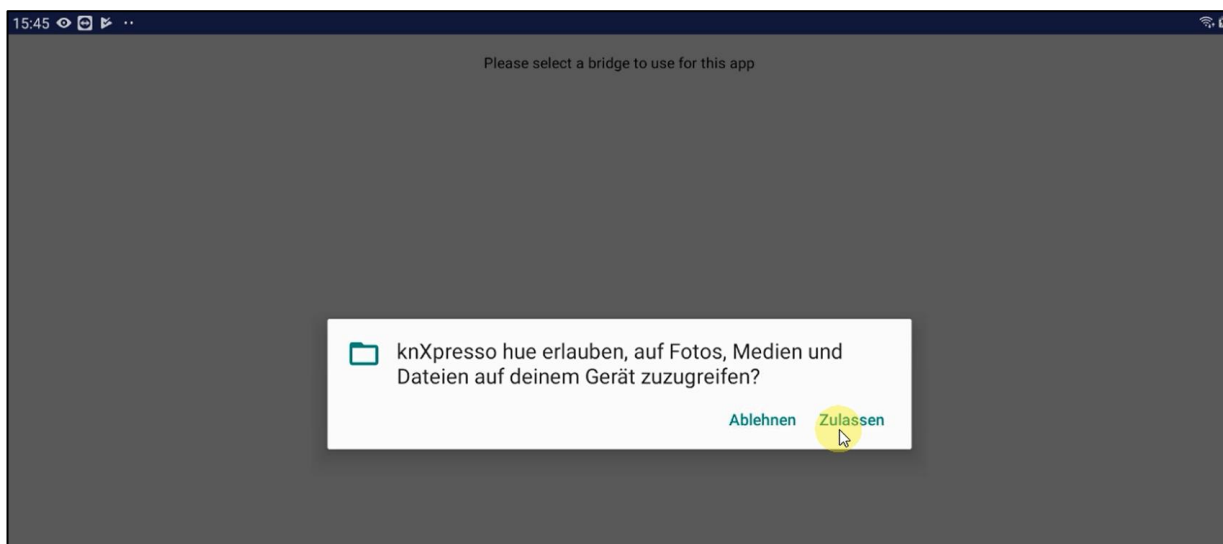 15:45
Please select a bridge to use for this app
knXpresso hue erlauben, auf Fotos, Medien und
Dateien auf deinem Gerät zuzugreifen?
Ablehnen Zulassen